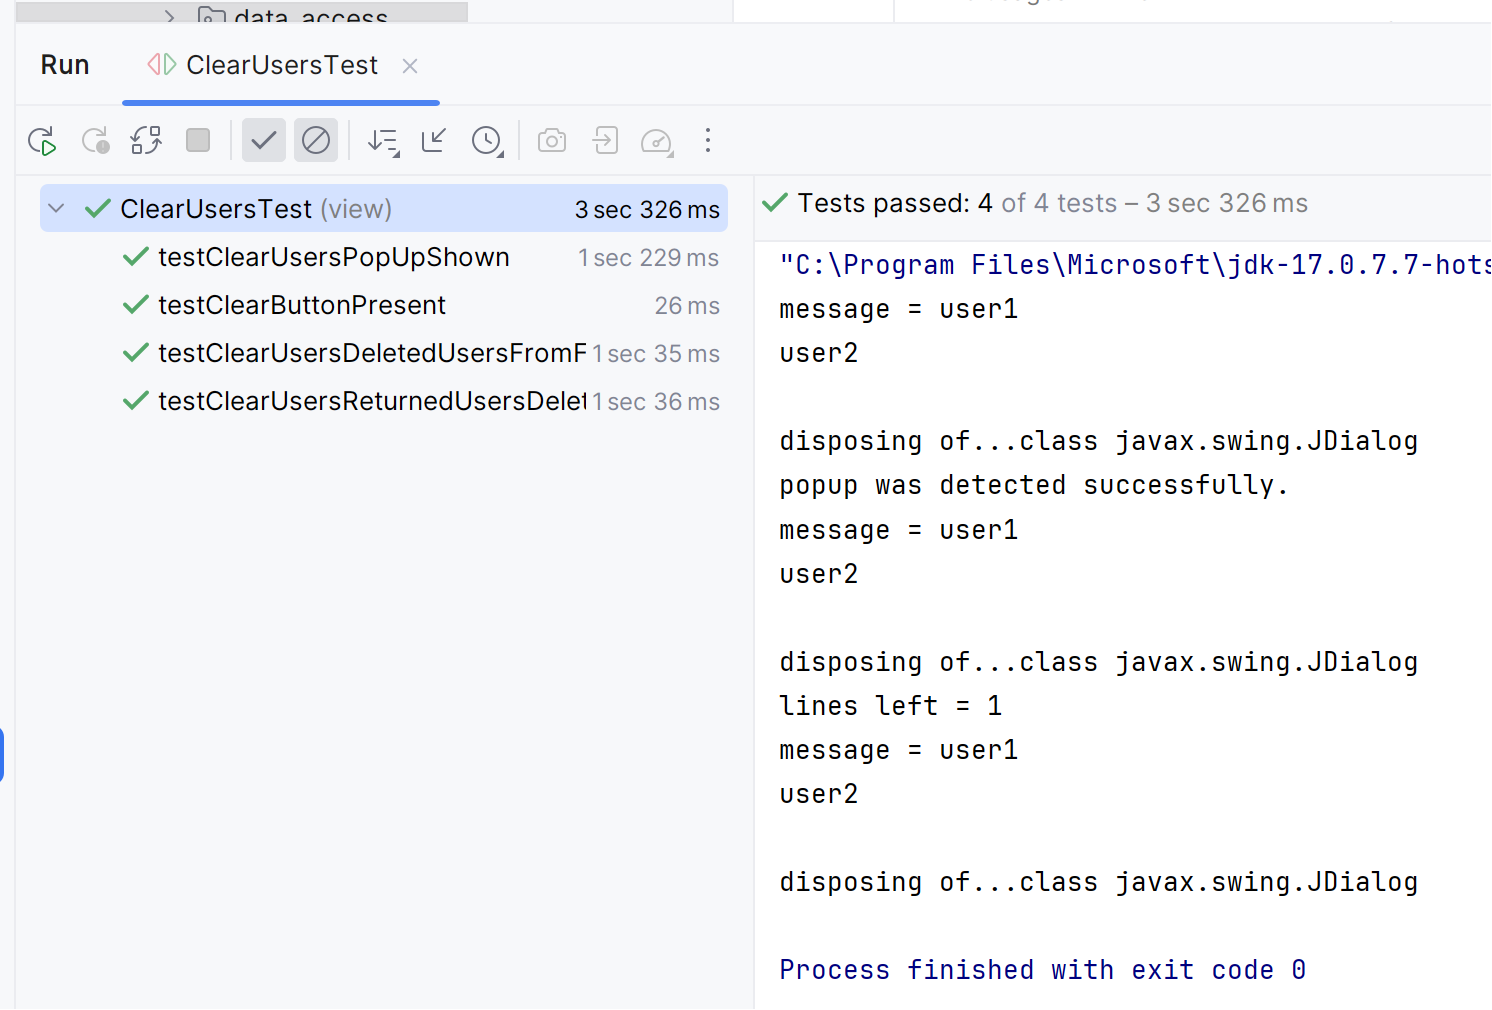 data_access
Run
ClearUsersTest
ClearUsersTest (view) 3 sec 326 ms
testClearUsersPopUpShown 1 sec 229 ms
testClearButtonPresent 26 ms
testClearUsersDeletedUsersFromF 1 sec 35 ms
testClearUsersReturnedUsersDelet 1 sec 36 ms
Tests passed: 4 of 4 tests – 3 sec 326 ms
"C:\Program Files\Microsoft\jdk-17.0.7.7-hots
message = user1
user2
disposing of...class javax.swing.JDialog
popup was detected successfully.
message = user1
user2
disposing of...class javax.swing.JDialog
lines left = 1
message = user1
user2
disposing of...class javax.swing.JDialog
Process finished with exit code 0